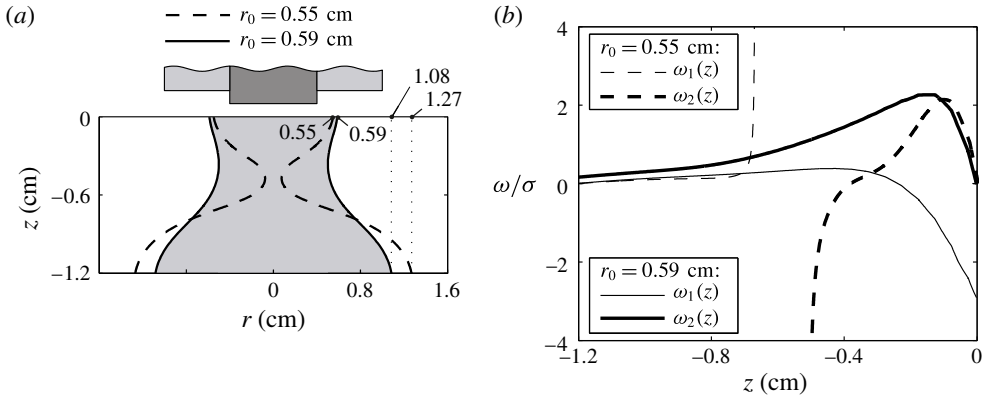 (a)
r0 = 0.55 cm
r0 = 0.59 cm
1.08
1.27
0
0.55
0.59
−0.6
z (cm)
−1.2
0
0.8
1.6
r (cm)
(b)
4
r0 = 0.55 cm:
ω1(z)
ω2(z)
2
ω/σ
0
−2
r0 = 0.59 cm:
ω1(z)
ω2(z)
−4
−1.2
−0.8
−0.4
0
z (cm)